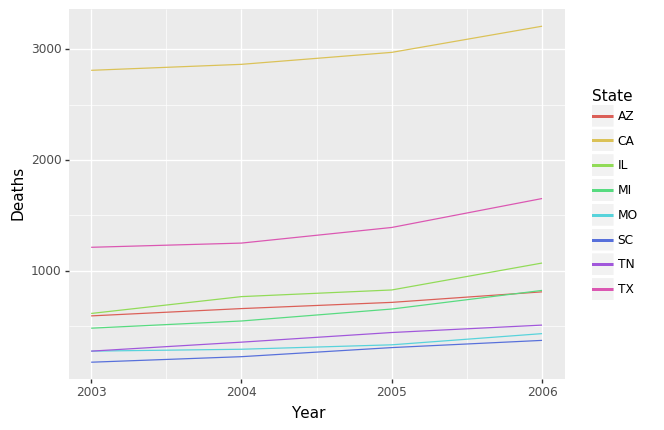 3000
2000
1000
Deaths
2003 2004 2005 2006
Year
State
AZ
CA
IL
MI
MO
SC
TN
TX